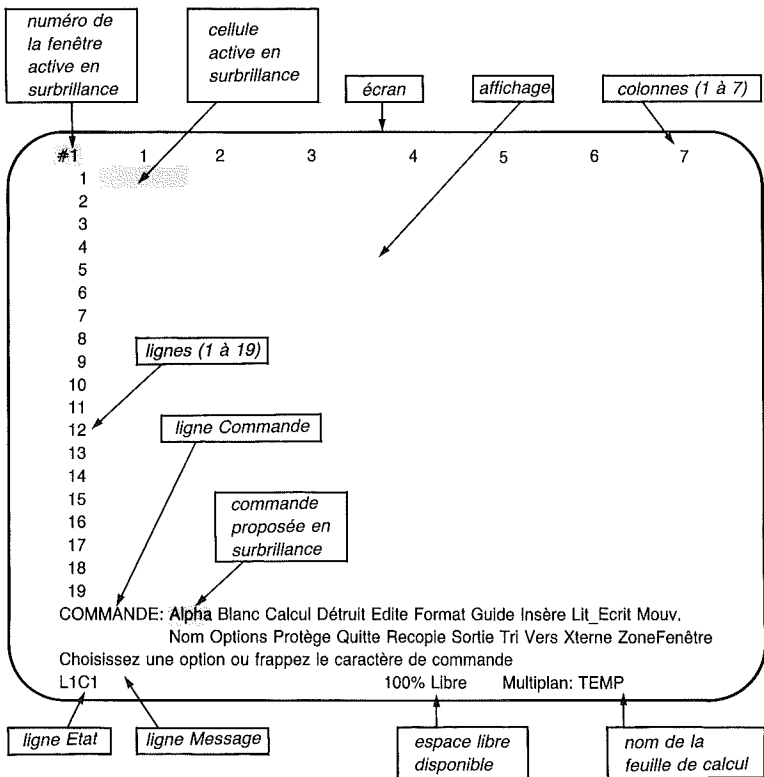 numéro de
la fenêtre
active en
surbrillance
cellule
active en
surbrillance
écran
affichage
colonnes (1 à 7)
#1 1 2 3 4 5 6 7
1
2
3
4
5
6
7
8
9
10
11
12
13
14
15
16
17
18
19
lignes (1 à 19)
ligne Commande
commande
proposée en
surbrillance
COMMANDE: Alpha Blanc Calcul Détruit Edite Format Guide Insère Lit_Ecrit Mouv.
Nom Options Protège Quitte Recopie Sortie Tri Vers Xterne ZoneFenêtre
Choisissez une option ou frappez le caractère de commande
L1C1 100% Libre Multiplan: TEMP
ligne Etat
ligne Message
espace libre
disponible
nom de la
feuille de calcul